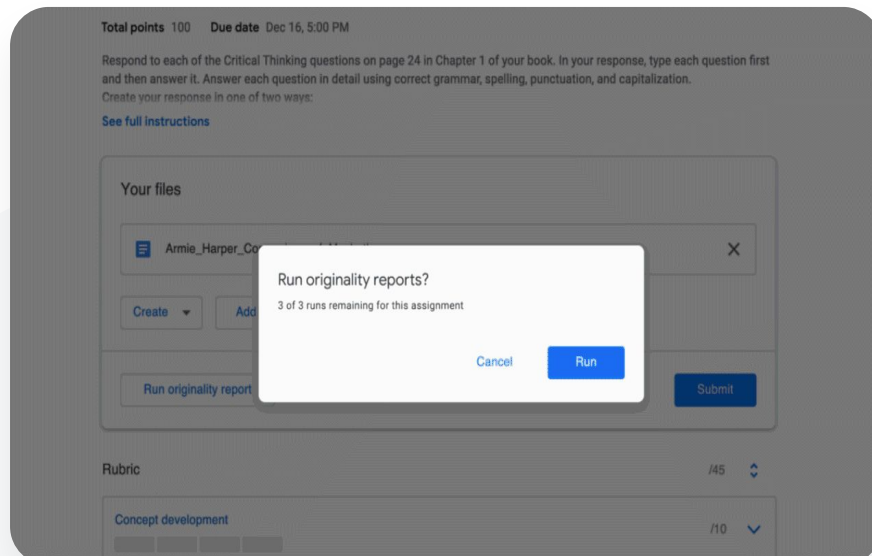 Total points 100 Due date Dec 16, 5:00 PM
Respond to each of the Critical Thinking questions on page 24 in Chapter 1 of your book. In your response, type each question first
and then answer it. Answer each question in detail using correct grammar, spelling, punctuation, and capitalization.
Create your response in one of two ways:
See full instructions
Your files
Armie_Harper_Co
Run originality reports?
3 of 3 runs remaining for this assignment
Create Add
Cancel Run
Run originality report Submit
Rubric /45
Concept development /10